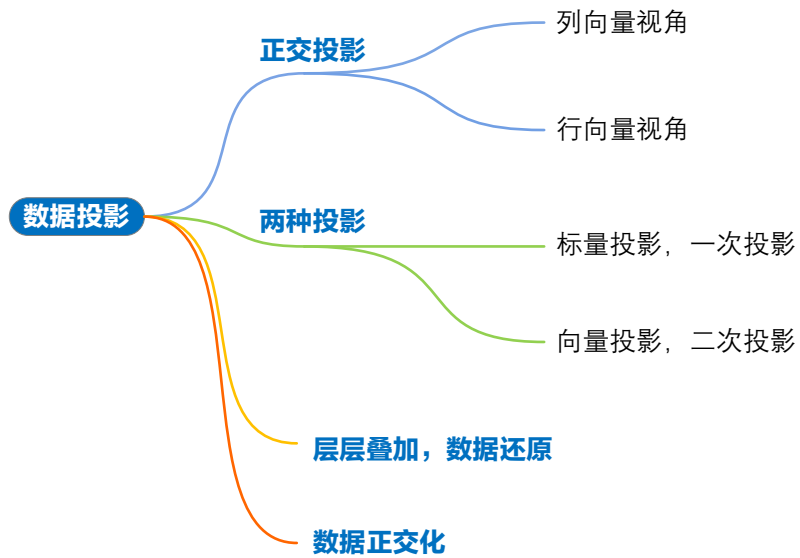 数据投影
正交投影
列向量视角
行向量视角
两种投影
标量投影，一次投影
向量投影，二次投影
层层叠加，数据还原
数据正交化